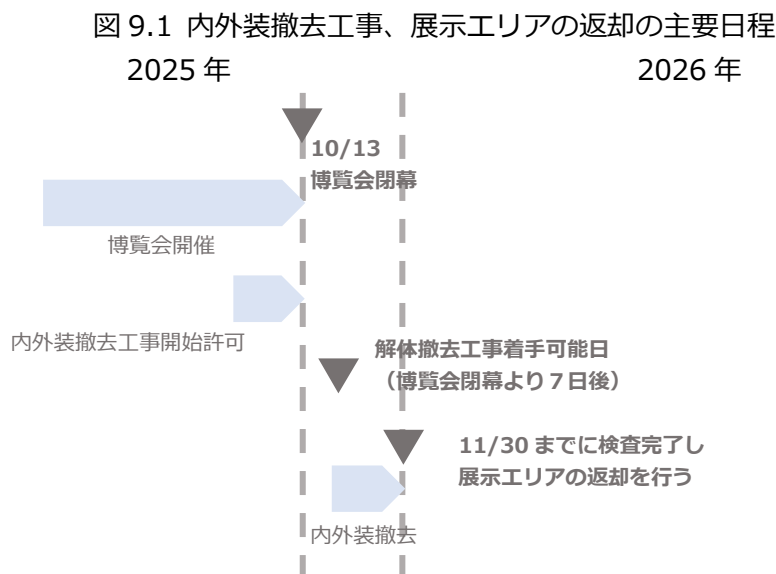 図 9.1 内外装撤去工事、展示エリアの返却の主要日程
2025 年
2026 年
10/13
博覧会閉幕
博覧会開催
内外装撤去工事開始許可
解体撤去工事着手可能日
（博覧会閉幕より７日後）
11/30 までに検査完了し
展示エリアの返却を行う
内外装撤去